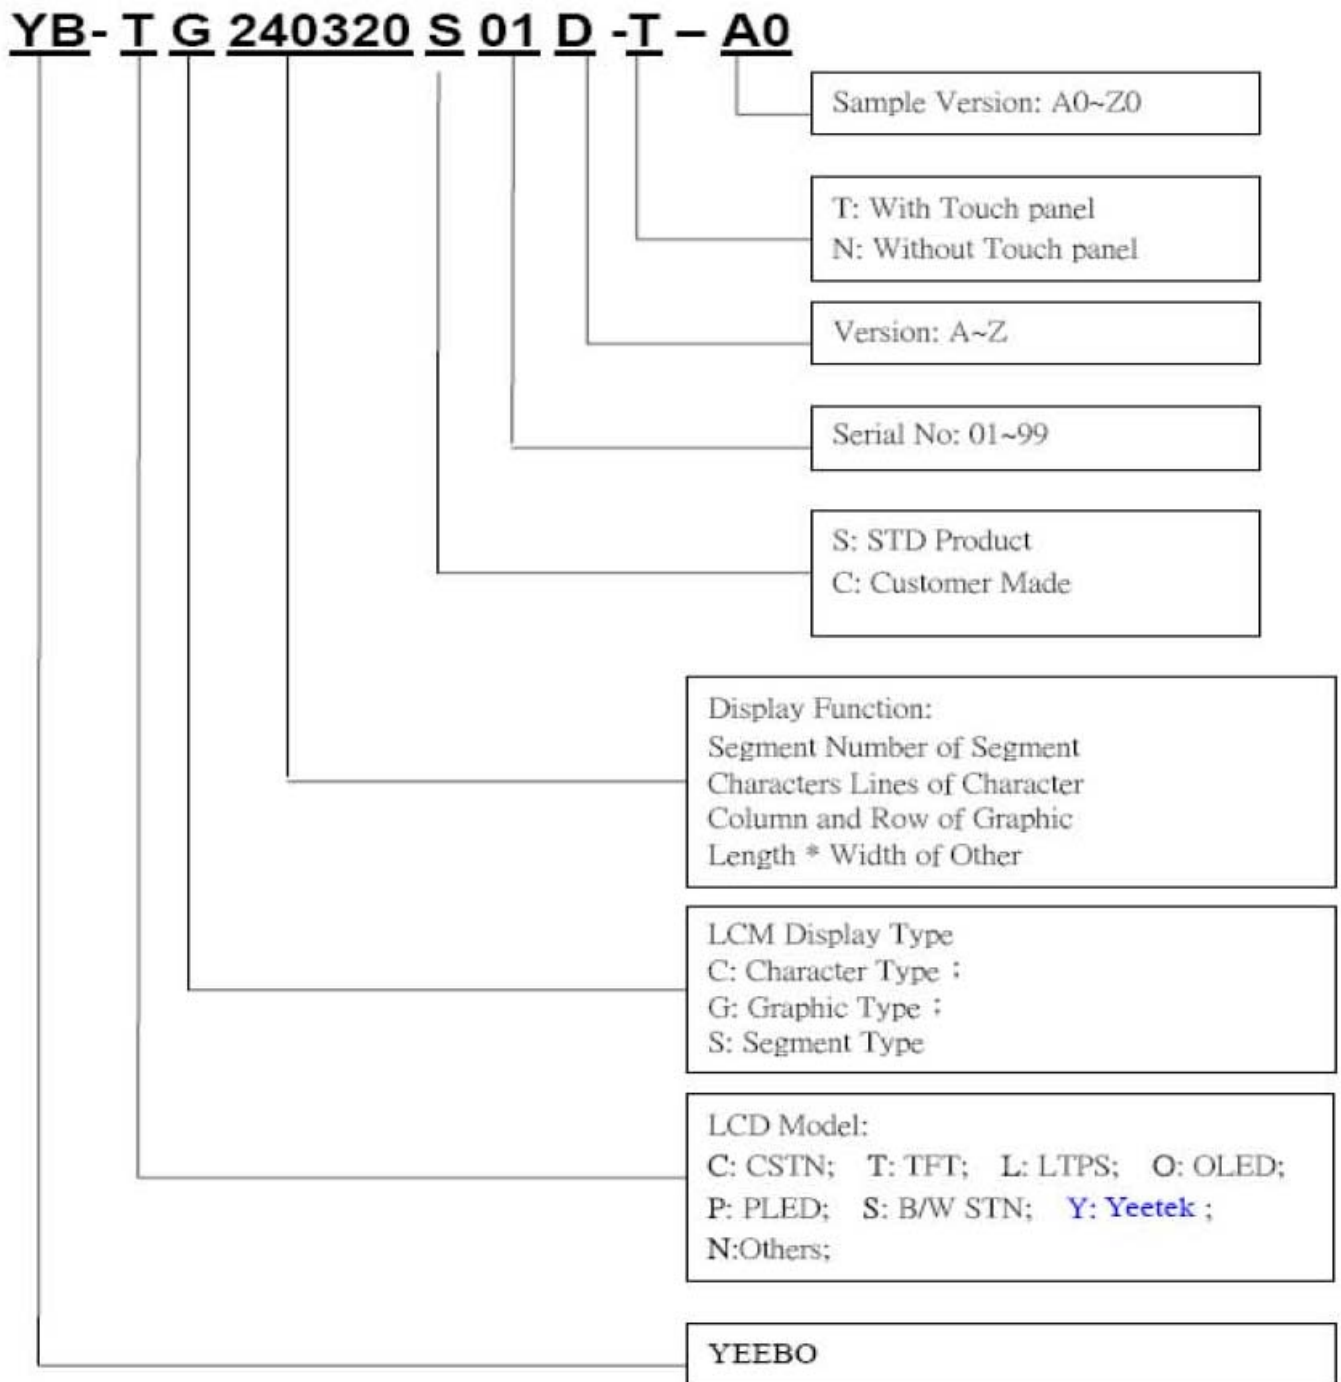 YB- T G 240320 S 01 D -T – A0
Sample Version: A0~Z0
T: With Touch panel
N: Without Touch panel
Version: A~Z
Serial No: 01~99
S: STD Product
C: Customer Made
Display Function:
Segment Number of Segment
Characters Lines of Character
Column and Row of Graphic
Length * Width of Other
LCM Display Type
C: Character Type ;
G: Graphic Type ;
S: Segment Type
LCD Model:
C: CSTN; T: TFT; L: LTPS; O: OLED;
P: PLED; S: B/W STN; Y: Yeetek ;
N:Others;
YEEBO